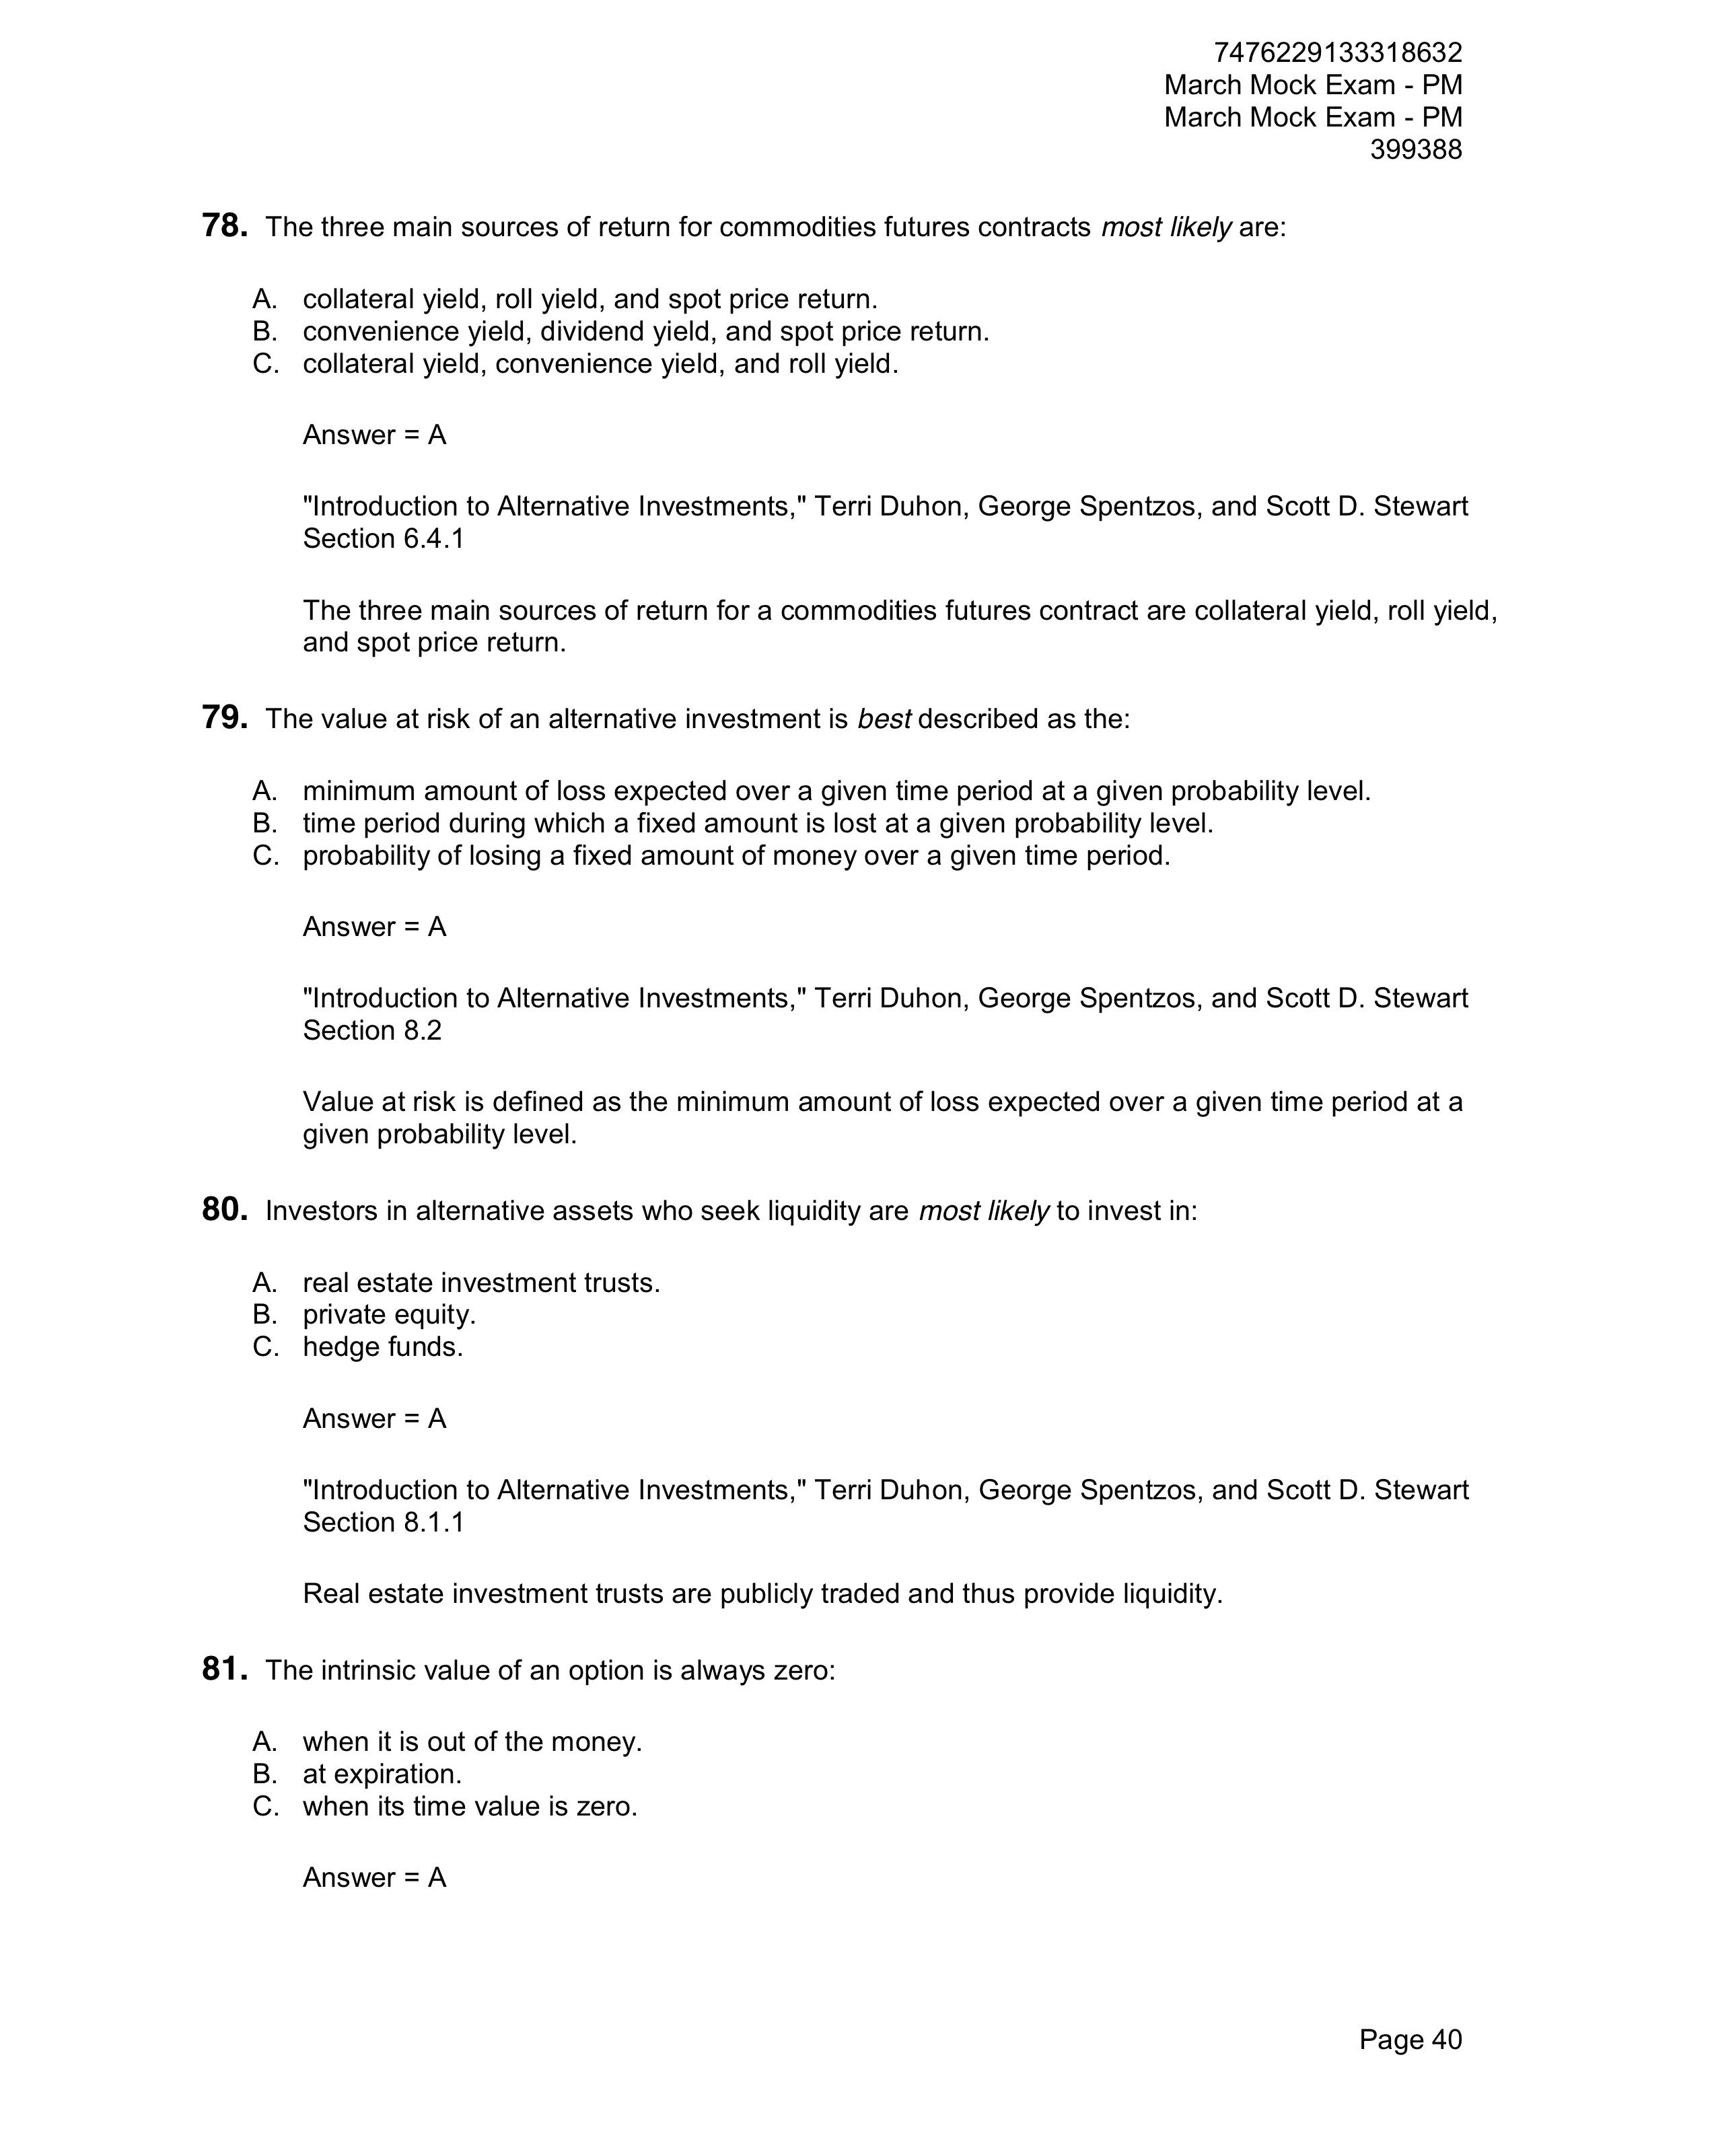 7476229133318632
March Mock Exam - PM
March Mock Exam - PM
399388
78. The three main sources of return for commodities futures contracts most likely are:
A. collateral yield, roll yield, and spot price return.
B. convenience yield, dividend yield, and spot price return.
C. collateral yield, convenience yield, and roll yield.
Answer = A
"Introduction to Alternative Investments," Terri Duhon, George Spentzos, and Scott D. Stewart
Section 6.4.1
The three main sources of return for a commodities futures contract are collateral yield, roll yield,
and spot price return.
79. The value at risk of an alternative investment is best described as the:
A. minimum amount of loss expected over a given time period at a given probability level.
B. time period during which a fixed amount is lost at a given probability level.
C. probability of losing a fixed amount of money over a given time period.
Answer = A
"Introduction to Alternative Investments," Terri Duhon, George Spentzos, and Scott D. Stewart
Section 8.2
Value at risk is defined as the minimum amount of loss expected over a given time period at a
given probability level.
80. Investors in alternative assets who seek liquidity are most likely to invest in:
A. real estate investment trusts.
B. private equity.
C. hedge funds.
Answer = A
"Introduction to Alternative Investments," Terri Duhon, George Spentzos, and Scott D. Stewart
Section 8.1.1
Real estate investment trusts are publicly traded and thus provide liquidity.
81. The intrinsic value of an option is always zero:
A. when it is out of the money.
B. at expiration.
C. when its time value is zero.
Answer = A
Page 40